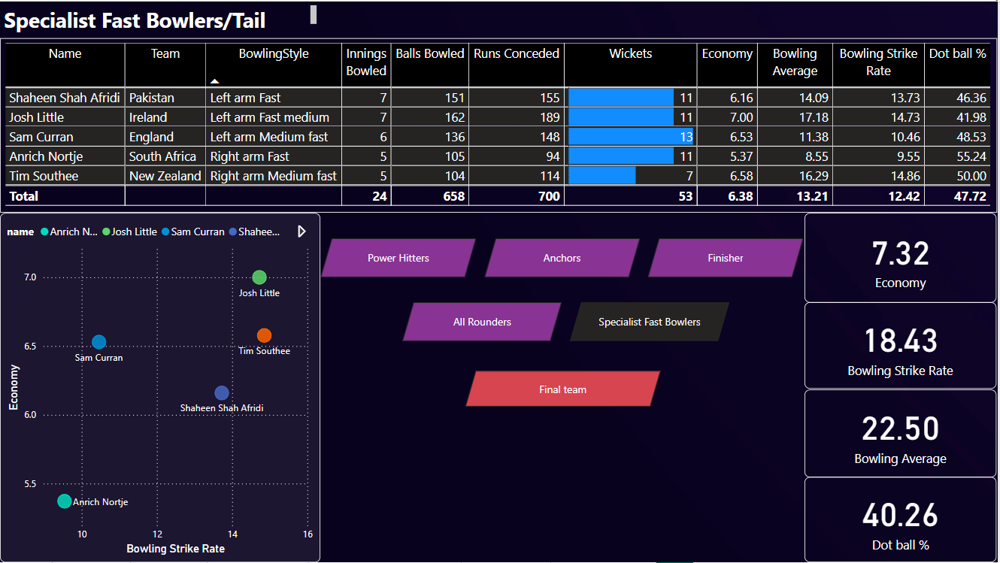 Specialist Fast Bowlers/Tail
Name Team BowlingStyle Innings Bowled Balls Bowled Runs Conceded Wickets Economy Bowling Average Bowling Strike Rate Dot ball %
Shaheen Shah Afridi Pakistan Left arm Fast 7 151 155 11 6.16 14.09 13.73 46.36
Josh Little Ireland Left arm Fast medium 7 162 189 11 7.00 17.18 14.73 41.98
Sam Curran England Left arm Medium fast 6 136 148 13 6.53 11.38 10.46 48.53
Anrich Nortje South Africa Right arm Fast 5 105 94 11 5.37 8.55 9.55 55.24
Tim Southee New Zealand Right arm Medium fast 5 104 114 7 6.58 16.29 14.86 50.00
Total 24 658 700 53 6.38 13.21 12.42 47.72
name Anrich N... Josh Little Sam Curran Shahee...
7.0
Josh Little
6.5
Sam Curran
Tim Southee
Shaheen Shah Afridi
6.0
5.5
Anrich Nortje
Economy
10 12 14 16
Bowling Strike Rate
Power Hitters
Anchors
Finisher
All Rounders
Specialist Fast Bowlers
Final team
7.32
Economy
18.43
Bowling Strike Rate
22.50
Bowling Average
40.26
Dot ball %